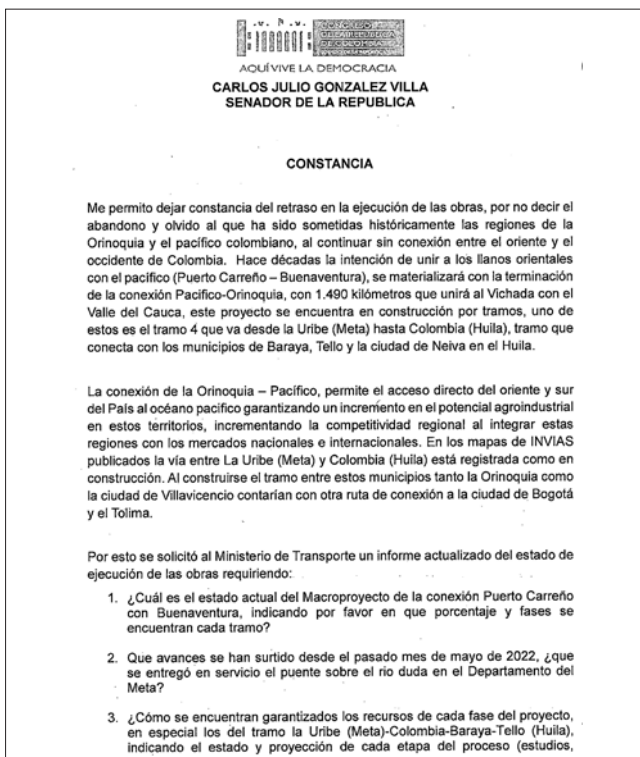 AQUÍ VIVE LA DEMOCRACIA
CARLOS JULIO GONZALEZ VILLA
SENADOR DE LA REPUBLICA
CONSTANCIA
Me permito dejar constancia del retraso en la ejecución de las obras, por no decir el
abandono y olvido al que ha sido sometidas históricamente las regiones de la
Orinoquia y el pacífico colombiano, al continuar sin conexión entre el oriente y el
occidente de Colombia. Hace décadas la intención de unir a los llanos orientales
con el pacifico (Puerto Carreño – Buenaventura), se materializará con la terminación
de la conexión Pacifico-Orinoquia, con 1.490 kilómetros que unirá al Vichada con el
Valle del Cauca, este proyecto se encuentra en construcción por tramos, uno de
estos es el tramo 4 que va desde la Uribe (Meta) hasta Colombia (Huila), tramo que
conecta con los municipios de Baraya, Tello y la ciudad de Neiva en el Huila.
La conexión de la Orinoquia – Pacífico, permite el acceso directo del oriente y sur
del País al océano pacifico garantizando un incremento en el potencial agroindustrial
en estos territorios, incrementando la competitividad regional al integrar estas
regiones con los mercados nacionales e internacionales. En los mapas de INVIAS
publicados la vía entre La Uribe (Meta) y Colombia (Huila) está registrada como en
construcción. Al construirse el tramo entre estos municipios tanto la Orinoquia como
la ciudad de Villavicencio contarían con otra ruta de conexión a la ciudad de Bogotá
y el Tolima.
Por esto se solicitó al Ministerio de Transporte un informe actualizado del estado de
ejecución de las obras requiriendo:
1. ¿Cuál es el estado actual del Macroproyecto de la conexión Puerto Carreño
con Buenaventura, indicando por favor en que porcentaje y fases se
encuentran cada tramo?
2. Que avances se han surtido desde el pasado mes de mayo de 2022, ¿que
se entregó en servicio el puente sobre el rio duda en el Departamento del
Meta?
3. ¿Cómo se encuentran garantizados los recursos de cada fase del proyecto,
en especial los del tramo la Uribe (Meta)-Colombia-Baraya-Tello (Huila),
indicando el estado y proyección de cada etapa del proceso (estudios,